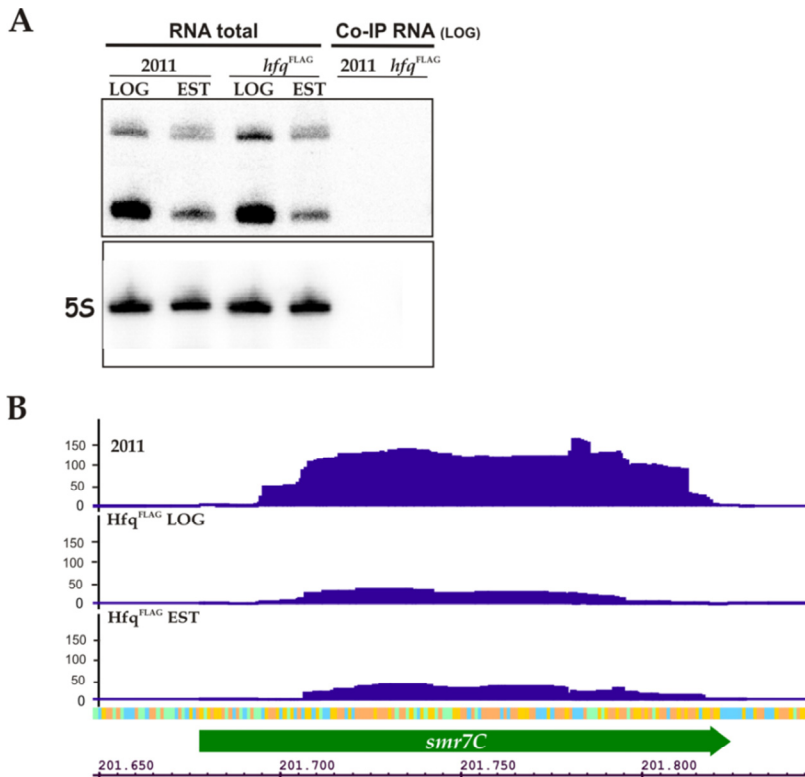 A
RNA total Co-IP RNA (LOG)
2011 hfqFLAG 2011 hfqFLAG
LOG EST LOG EST
5S
B
2011
150
100
50
0
HfqFLAG LOG
150
100
50
0
HfqFLAG EST
150
100
50
0
smr7C
201.650 201.700 201.750 201.800